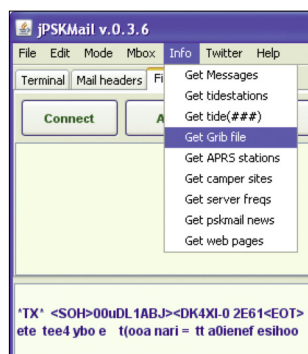 jPSKMail v.0.3.6
File Edit Mode Mbox Info Twitter Help
Terminal Mail headers Fi
Connect A
Get Messages
Get tidestations
Get tide(###)
Get Grib file
Get APRS stations
Get camper sites
Get server freqs
Get pskmail news
Get web pages
*TX* <SOH>00uDL1ABJ><DK4XI-0 2E61<EOT>
ete tee4 ybo e t(ooa nari = tt a0ienef esihoo